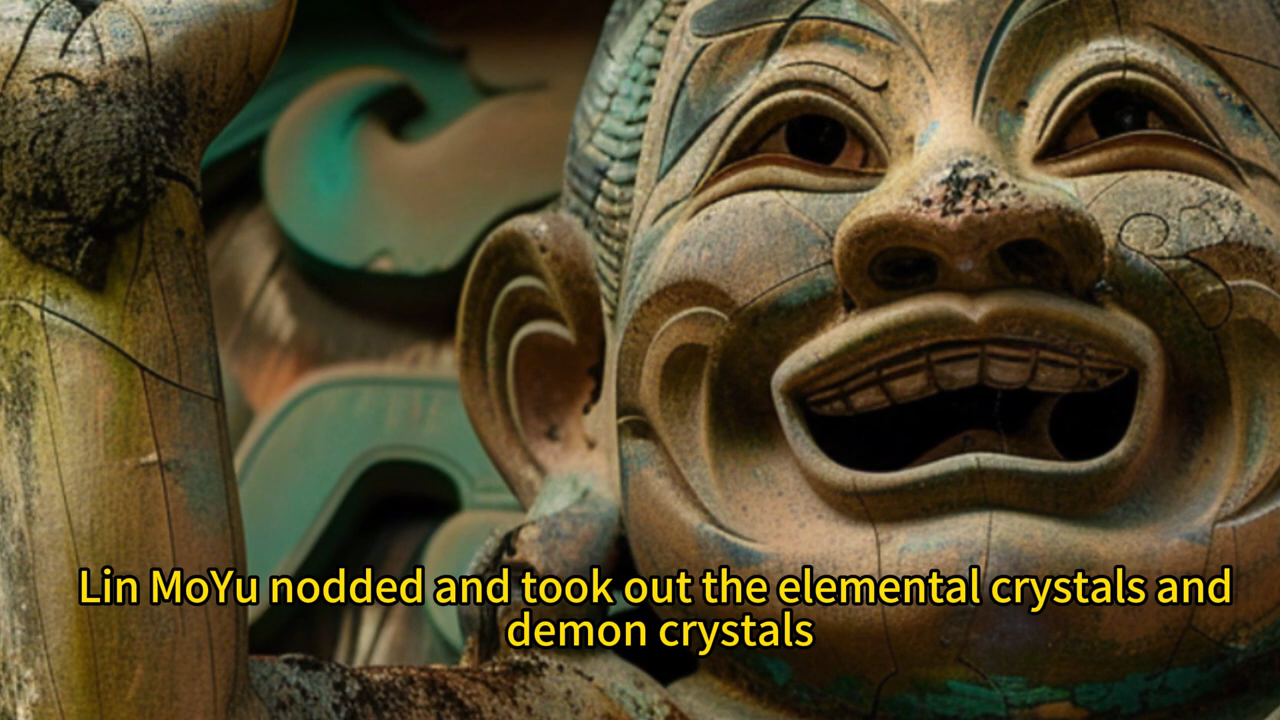 Lin MoYu nodded and took out the elemental crystals and
demon crystals